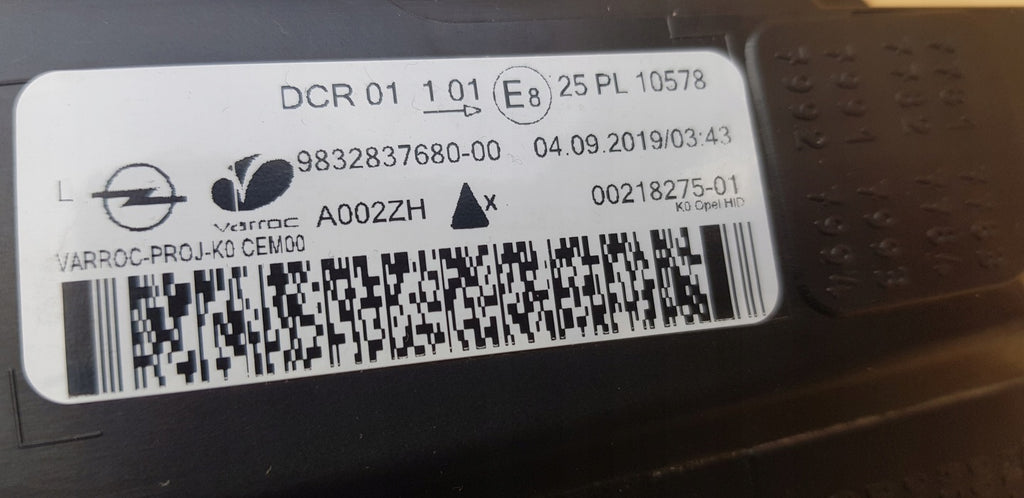 DCR 01 1 01 E8 25 PL 10578
9832837680-00 04.09.2019/03:43
L varroc A002ZH X 00218275-01
K0 Opel HID
VARROC-PROJ-K0 CEM00